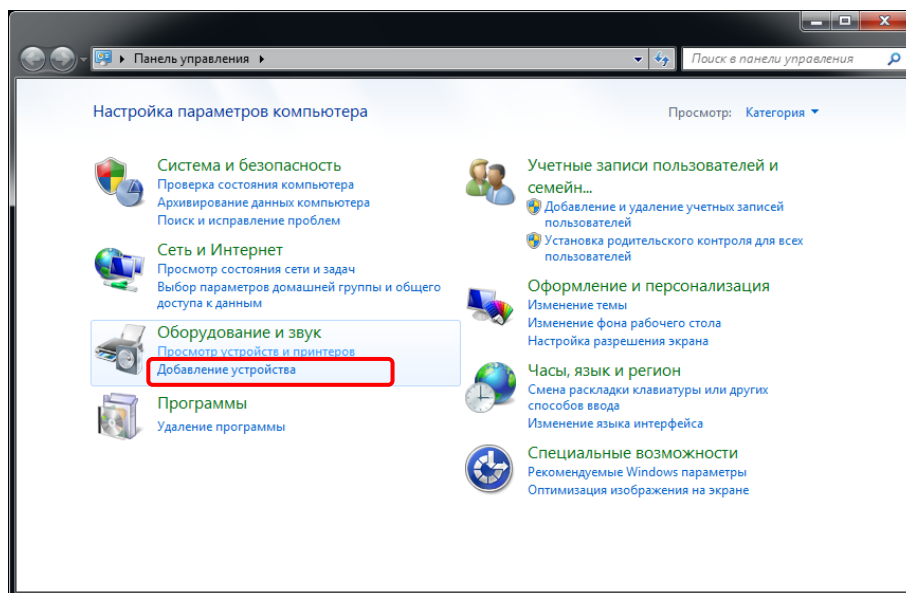 Панель управления
Поиск в панели управления
Настройка параметров компьютера
Просмотр: Категория
Система и безопасность
Проверка состояния компьютера
Архивирование данных компьютера
Поиск и исправление проблем
Сеть и Интернет
Просмотр состояния сети и задач
Выбор параметров домашней группы и общего
доступа к данным
Оборудование и звук
Просмотр устройств и принтеров
Добавление устройства
Программы
Удаление программы
Учетные записи пользователей и
семейн...
Добавление и удаление учетных записей
пользователей
Установка родительского контроля для всех
пользователей
Оформление и персонализация
Изменение темы
Изменение фона рабочего стола
Настройка разрешения экрана
Часы, язык и регион
Смена раскладки клавиатуры или других
способов ввода
Изменение языка интерфейса
Специальные возможности
Рекомендуемые Windows параметры
Оптимизация изображения на экране